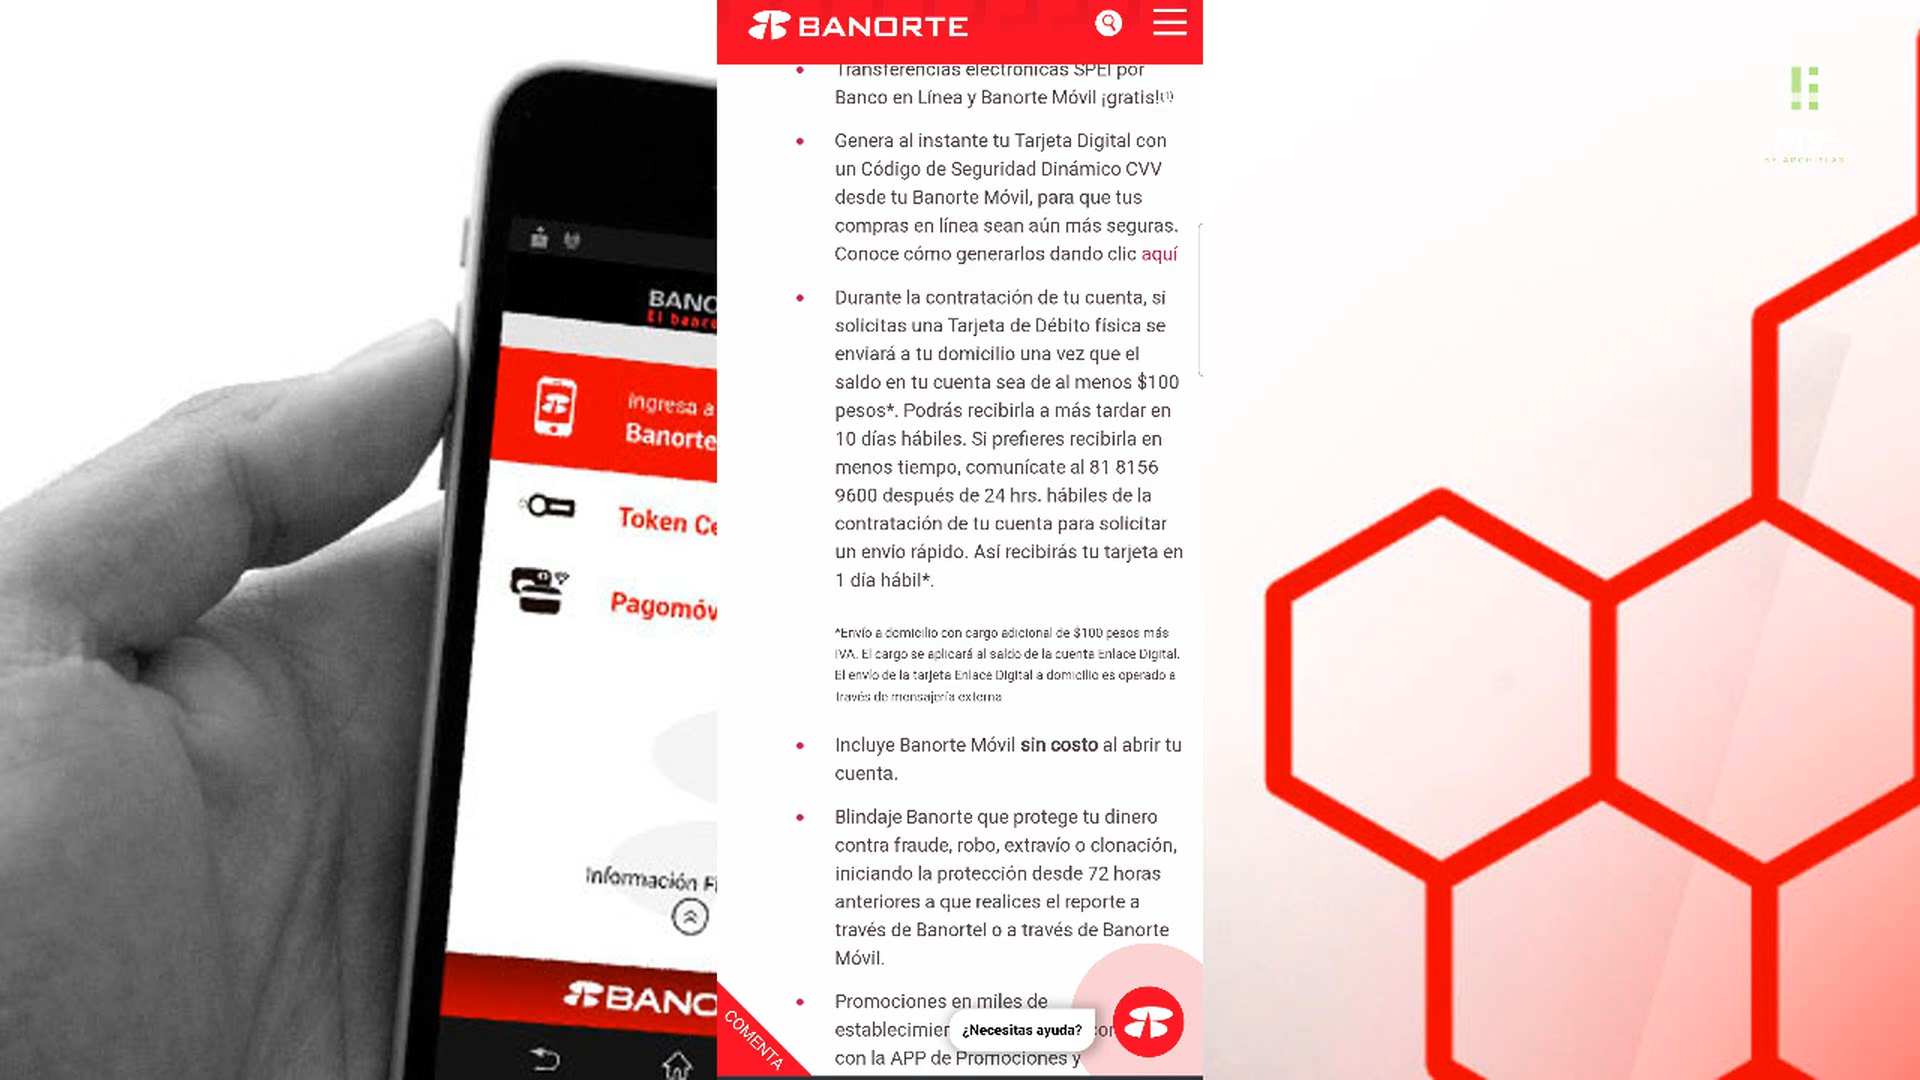 BANORTE
Transferencias electrónicas SPEI por
Banco en Línea y Banorte Móvil ¡gratis!(1)
Genera al instante tu Tarjeta Digital con
un Código de Seguridad Dinámico CVV
desde tu Banorte Móvil, para que tus
compras en línea sean aún más seguras.
Conoce cómo generarlos dando clic aquí
Durante la contratación de tu cuenta, si
solicitas una Tarjeta de Débito física se
enviará a tu domicilio una vez que el
saldo en tu cuenta sea de al menos $100
pesos*. Podrás recibirla a más tardar en
10 días hábiles. Si prefieres recibirla en
menos tiempo, comunícate al 81 8156
9600 después de 24 hrs. hábiles de la
contratación de tu cuenta para solicitar
un envío rápido. Así recibirás tu tarjeta en
1 día hábil*.
*Envío a domicilio con cargo adicional de $100 pesos más
IVA. El cargo se aplicará al saldo de la cuenta Enlace Digital.
El envío de la tarjeta Enlace Digital a domicilio es operado a
través de mensajería externa
Incluye Banorte Móvil sin costo al abrir tu
cuenta.
Blindaje Banorte que protege tu dinero
contra fraude, robo, extravío o clonación,
iniciando la protección desde 72 horas
anteriores a que realices el reporte a
través de Banortel o a través de Banorte
Móvil.
Promociones en miles de
establecimien
con la APP de Promociones y
¿Necesitas ayuda?
COMENTA
BANO
El banco
Ingresa a
Banorte
Token Ce
Pagomóv
Información Fi
BANO
BY ARCHIPLAX